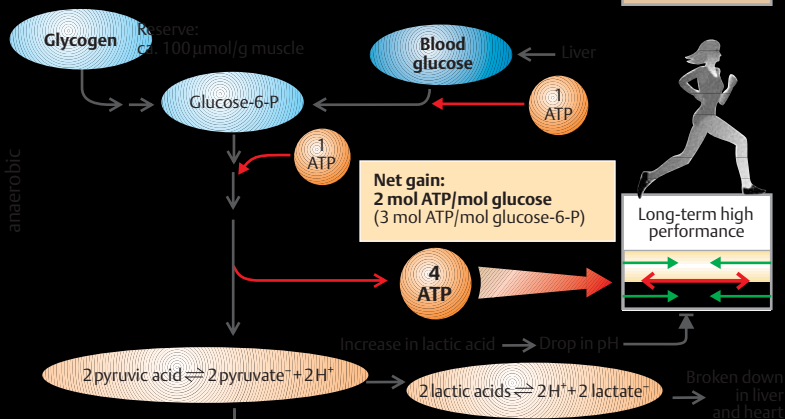 Glycogen
Reserve:
ca. 100 µmol/g muscle
Blood
glucose
Liver
Glucose-6-P
1
ATP
1
ATP
anaerobic
Net gain:
2 mol ATP/mol glucose
(3 mol ATP/mol glucose-6-P)
Long-term high
performance
4
ATP
Increase in lactic acid
Drop in pH
2 pyruvic acid ⇌ 2 pyruvate⁻ + 2 H⁺
2 lactic acids ⇌ 2 H⁺ + 2 lactate⁻
Broken down
in liver
and heart